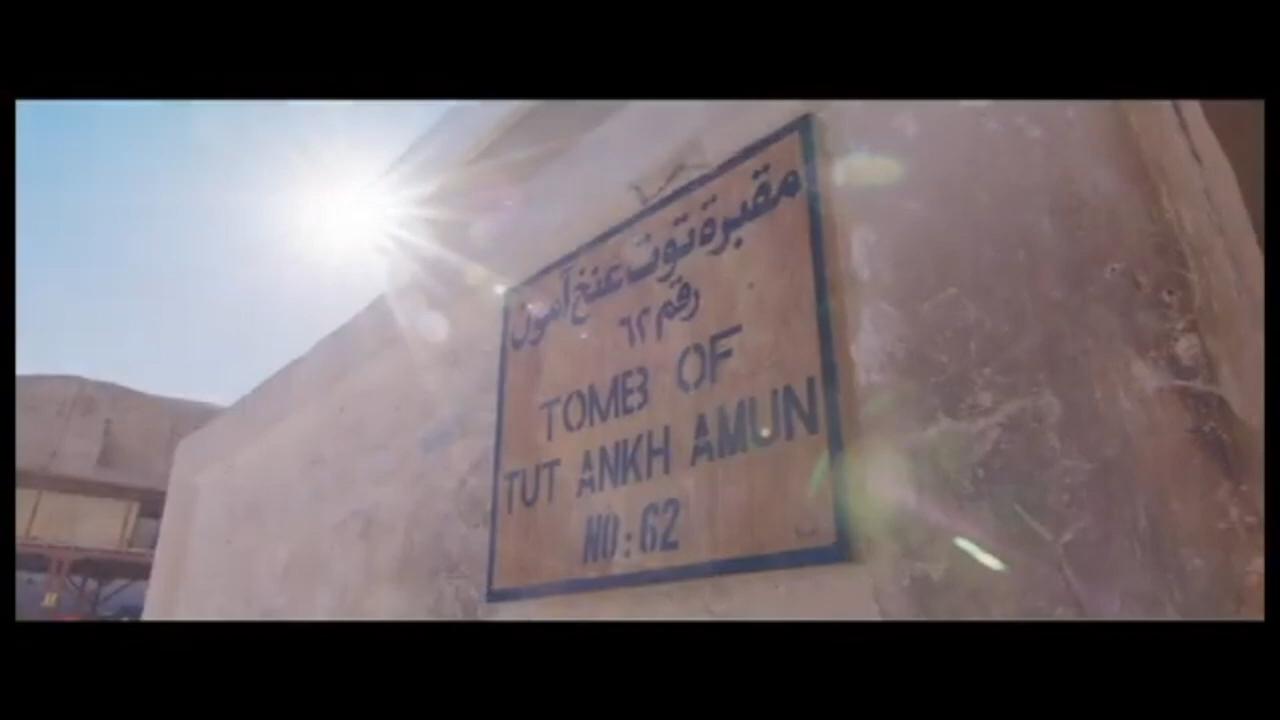 مقبرة توت عنخ آمون
رقم ٦٢
TOMB OF
TUT ANKH AMUN
NO: 62